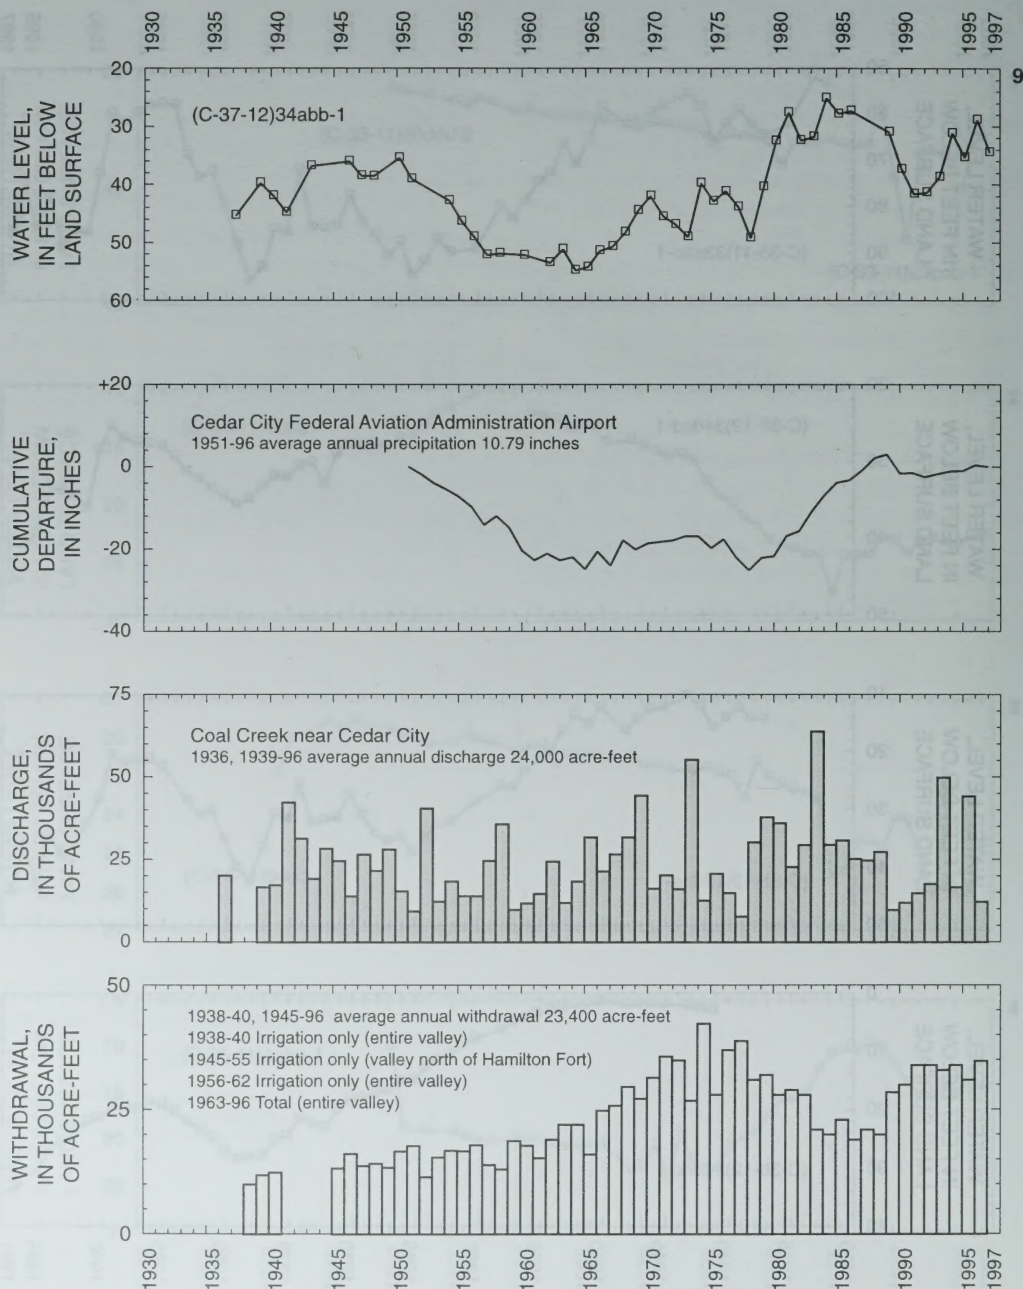 1930 1935 1940 1945 1950 1955 1960 1965 1970 1975 1980 1985 1990 1995 1997
9
WATER LEVEL,
IN FEET BELOW
LAND SURFACE
20
30
40
50
60
(C-37-12)34abb-1
CUMULATIVE
DEPARTURE,
IN INCHES
+20
0
-20
-40
Cedar City Federal Aviation Administration Airport
1951-96 average annual precipitation 10.79 inches
DISCHARGE,
IN THOUSANDS
OF ACRE-FEET
75
50
25
0
Coal Creek near Cedar City
1936, 1939-96 average annual discharge 24,000 acre-feet
WITHDRAWAL,
IN THOUSANDS
OF ACRE-FEET
50
25
0
1938-40, 1945-96 average annual withdrawal 23,400 acre-feet
1938-40 Irrigation only (entire valley)
1945-55 Irrigation only (valley north of Hamilton Fort)
1956-62 Irrigation only (entire valley)
1963-96 Total (entire valley)
1930 1935 1940 1945 1950 1955 1960 1965 1970 1975 1980 1985 1990 1995 1997